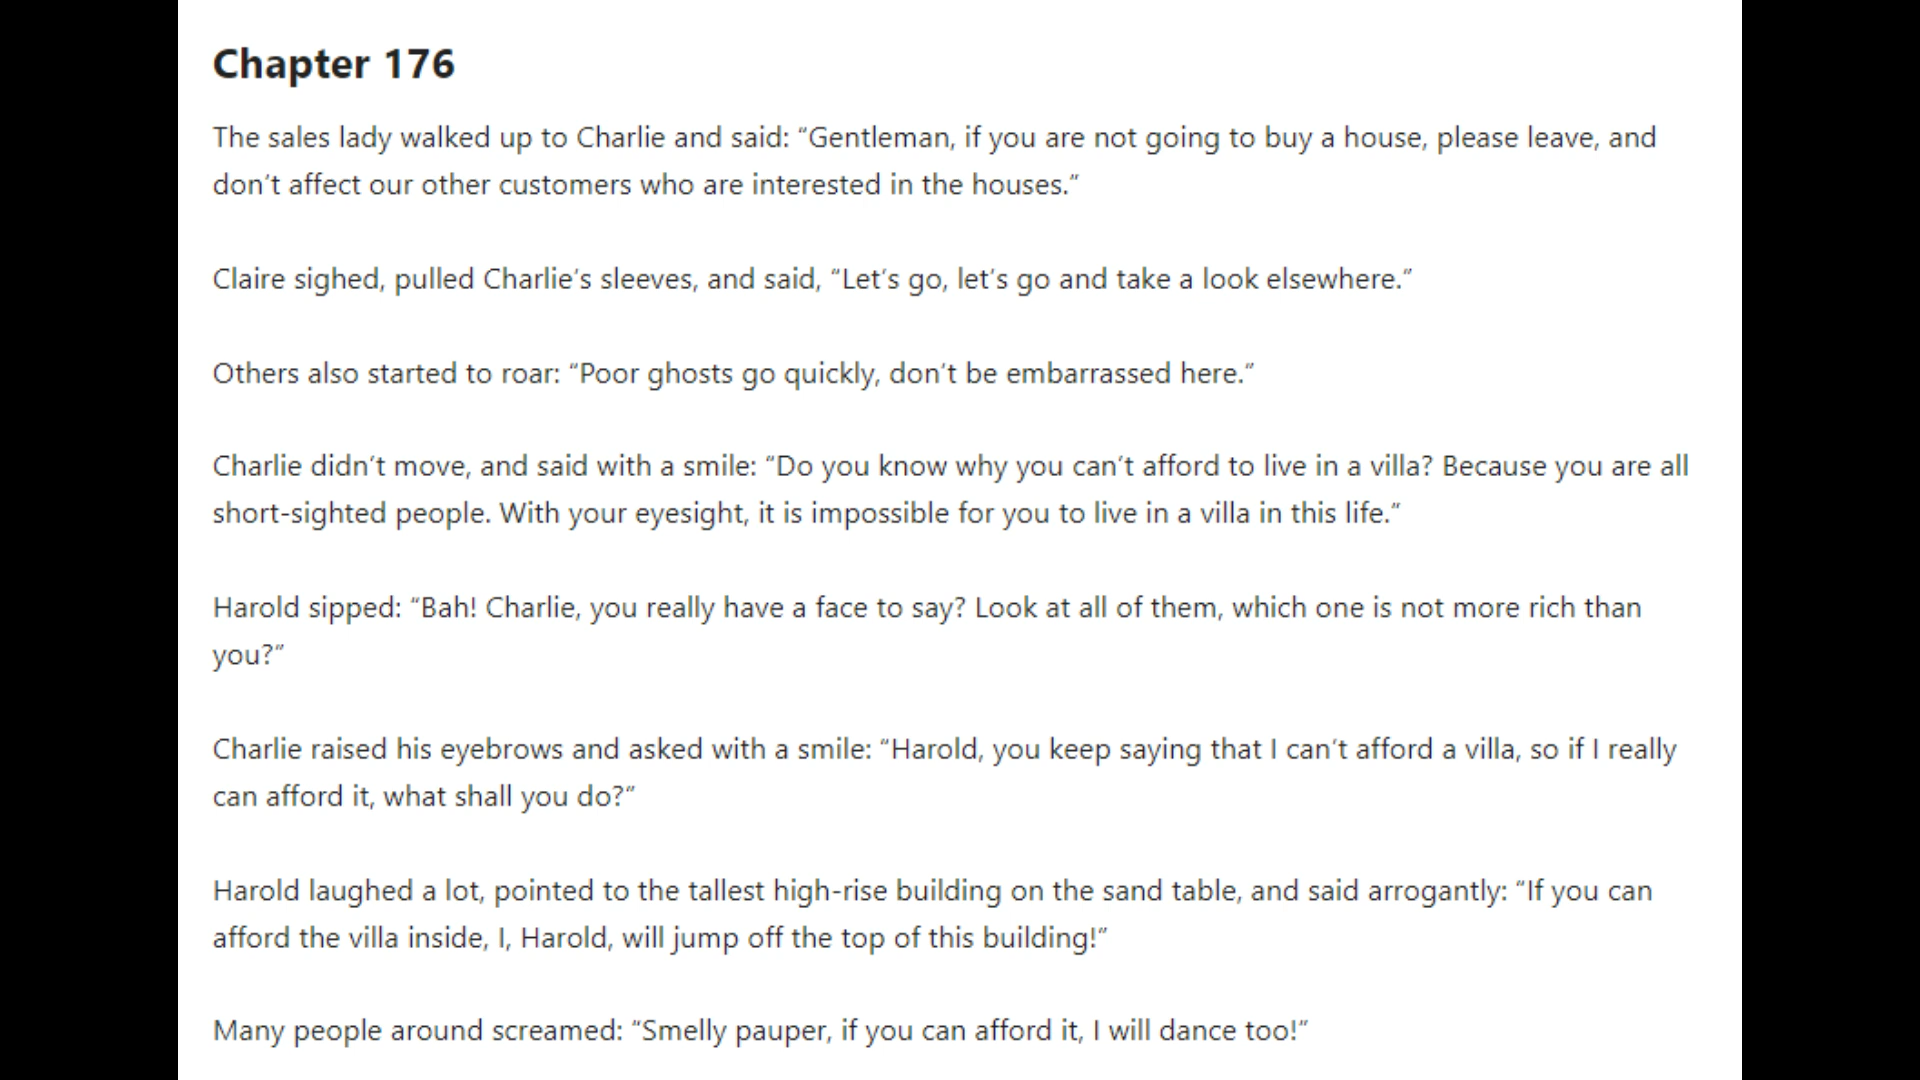 Chapter 176
The sales lady walked up to Charlie and said: “Gentleman, if you are not going to buy a house, please leave, and
don’t affect our other customers who are interested in the houses.”
Claire sighed, pulled Charlie’s sleeves, and said, “Let’s go, let’s go and take a look elsewhere.”
Others also started to roar: “Poor ghosts go quickly, don’t be embarrassed here.”
Charlie didn’t move, and said with a smile: “Do you know why you can’t afford to live in a villa? Because you are all
short-sighted people. With your eyesight, it is impossible for you to live in a villa in this life.”
Harold sipped: “Bah! Charlie, you really have a face to say? Look at all of them, which one is not more rich than
you?”
Charlie raised his eyebrows and asked with a smile: “Harold, you keep saying that I can’t afford a villa, so if I really
can afford it, what shall you do?”
Harold laughed a lot, pointed to the tallest high-rise building on the sand table, and said arrogantly: “If you can
afford the villa inside, I, Harold, will jump off the top of this building!”
Many people around screamed: “Smelly pauper, if you can afford it, I will dance too!”